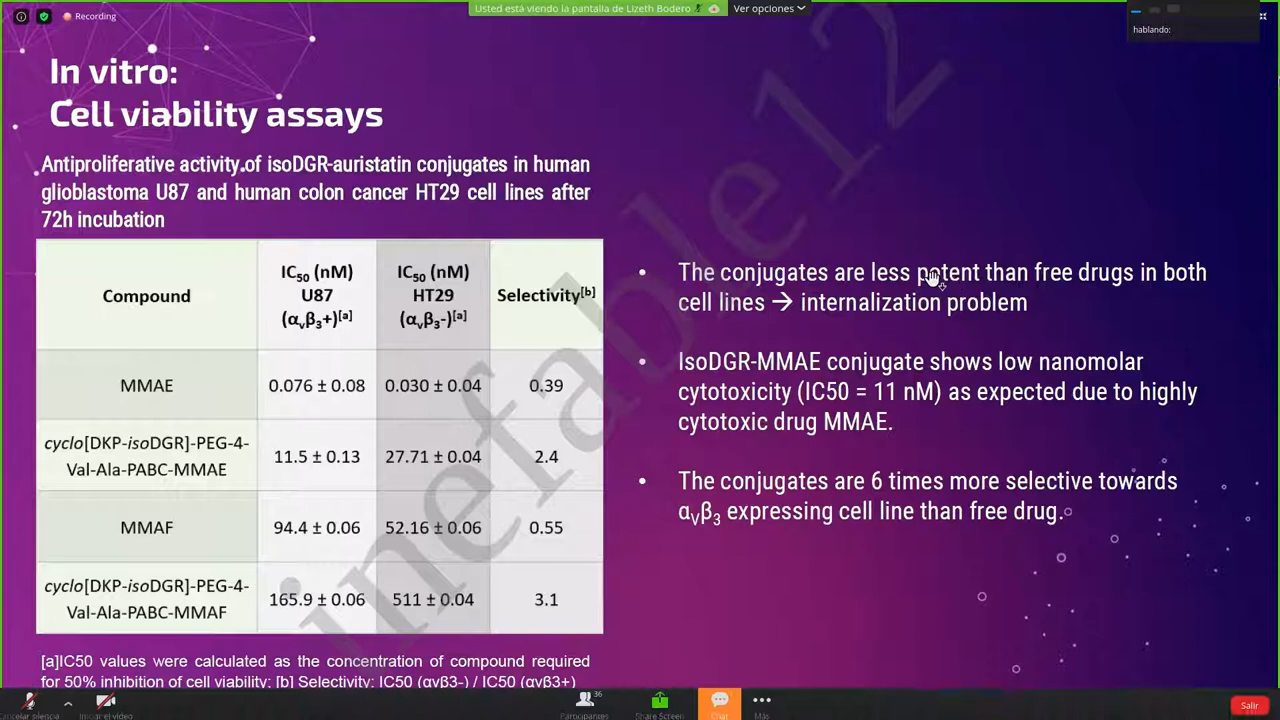 Recording
Usted está viendo la pantalla de Lizeth Bodero
Ver opciones
hablando:
In vitro:
Cell viability assays
Antiproliferative activity of isoDGR-auristatin conjugates in human
glioblastoma U87 and human colon cancer HT29 cell lines after
72h incubation
Compound
IC50 (nM)
U87
(αvβ3+)[a]
IC50 (nM)
HT29
(αvβ3-)[a]
Selectivity[b]
MMAE 0.076 ± 0.08 0.030 ± 0.04 0.39
cyclo[DKP-isoDGR]-PEG-4-
Val-Ala-PABC-MMAE 11.5 ± 0.13 27.71 ± 0.04 2.4
MMAF 94.4 ± 0.06 52.16 ± 0.06 0.55
cyclo[DKP-isoDGR]-PEG-4-
Val-Ala-PABC-MMAF 165.9 ± 0.06 511 ± 0.04 3.1
[a]IC50 values were calculated as the concentration of compound required
for 50% inhibition of cell viability; [b] Selectivity: IC50 (αvβ3-) / IC50 (αvβ3+)
• The conjugates are less potent than free drugs in both
cell lines → internalization problem
• IsoDGR-MMAE conjugate shows low nanomolar
cytotoxicity (IC50 = 11 nM) as expected due to highly
cytotoxic drug MMAE.
• The conjugates are 6 times more selective towards
αVβ3 expressing cell line than free drug.
inefable12
Cancelar silencio
Iniciar el video
Participantes
36
Share Screen
Chat
Más
Salir